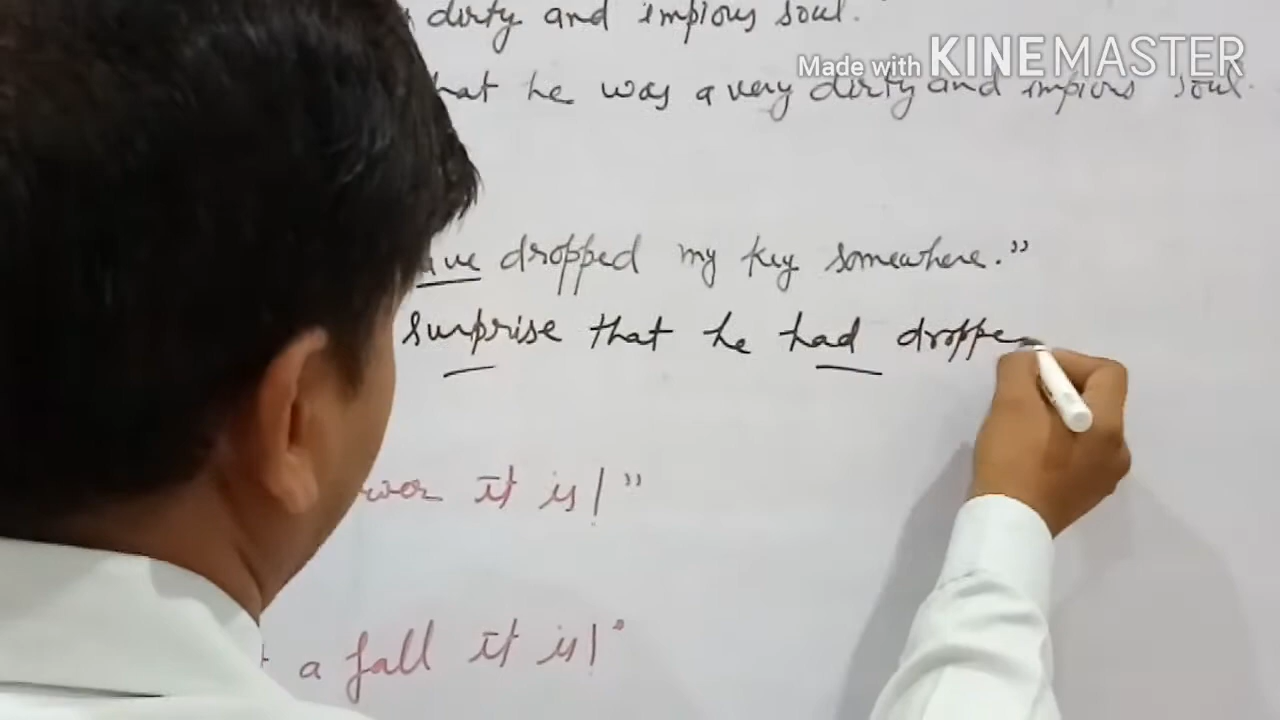 dirty and impious soul.
Made with KINEMASTER
hat he was a very dirty and impious soul.
ave dropped my key somewhere.”
surprise that he had droppe
wer it is!”
a fall it is!”